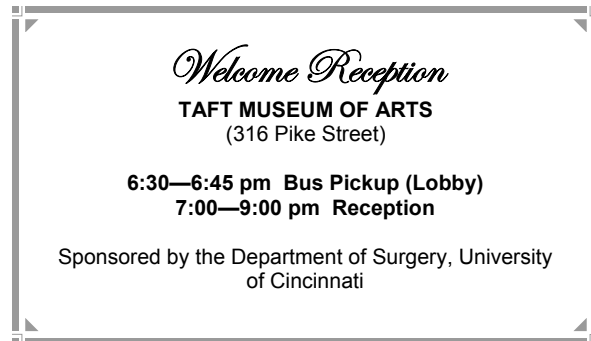 Welcome Reception
TAFT MUSEUM OF ARTS
(316 Pike Street)
6:30—6:45 pm  Bus Pickup (Lobby)
7:00—9:00 pm  Reception
Sponsored by the Department of Surgery, University
of Cincinnati